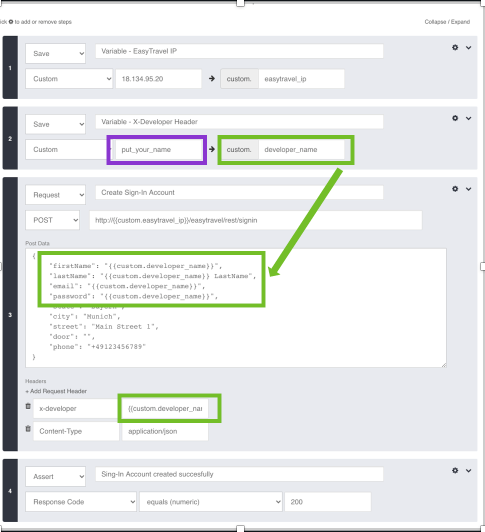 ick to add or remove steps
Collapse / Expand
1
Save
Variable - EasyTravel IP
Custom
18.134.95.20
custom.
easytravel_ip
2
Save
Variable - X-Developer Header
Custom
put_your_name
custom.
developer_name
3
Request
Create Sign-In Account
POST
http://{{custom.easytravel_ip}}/easytravel/rest/signin
Post Data
{
"firstName": "{{custom.developer_name}}",
"lastName": "{{custom.developer_name}} LastName",
"email": "{{custom.developer_name}}",
"password": "{{custom.developer_name}}",
"city": "Munich",
"street": "Main Street 1",
"door": "",
"phone": "+49123456789"
}
Headers
+ Add Request Header
x-developer
{{custom.developer_nar
Content-Type
application/json
4
Assert
Sing-In Account created succesfully
Response Code
equals (numeric)
200